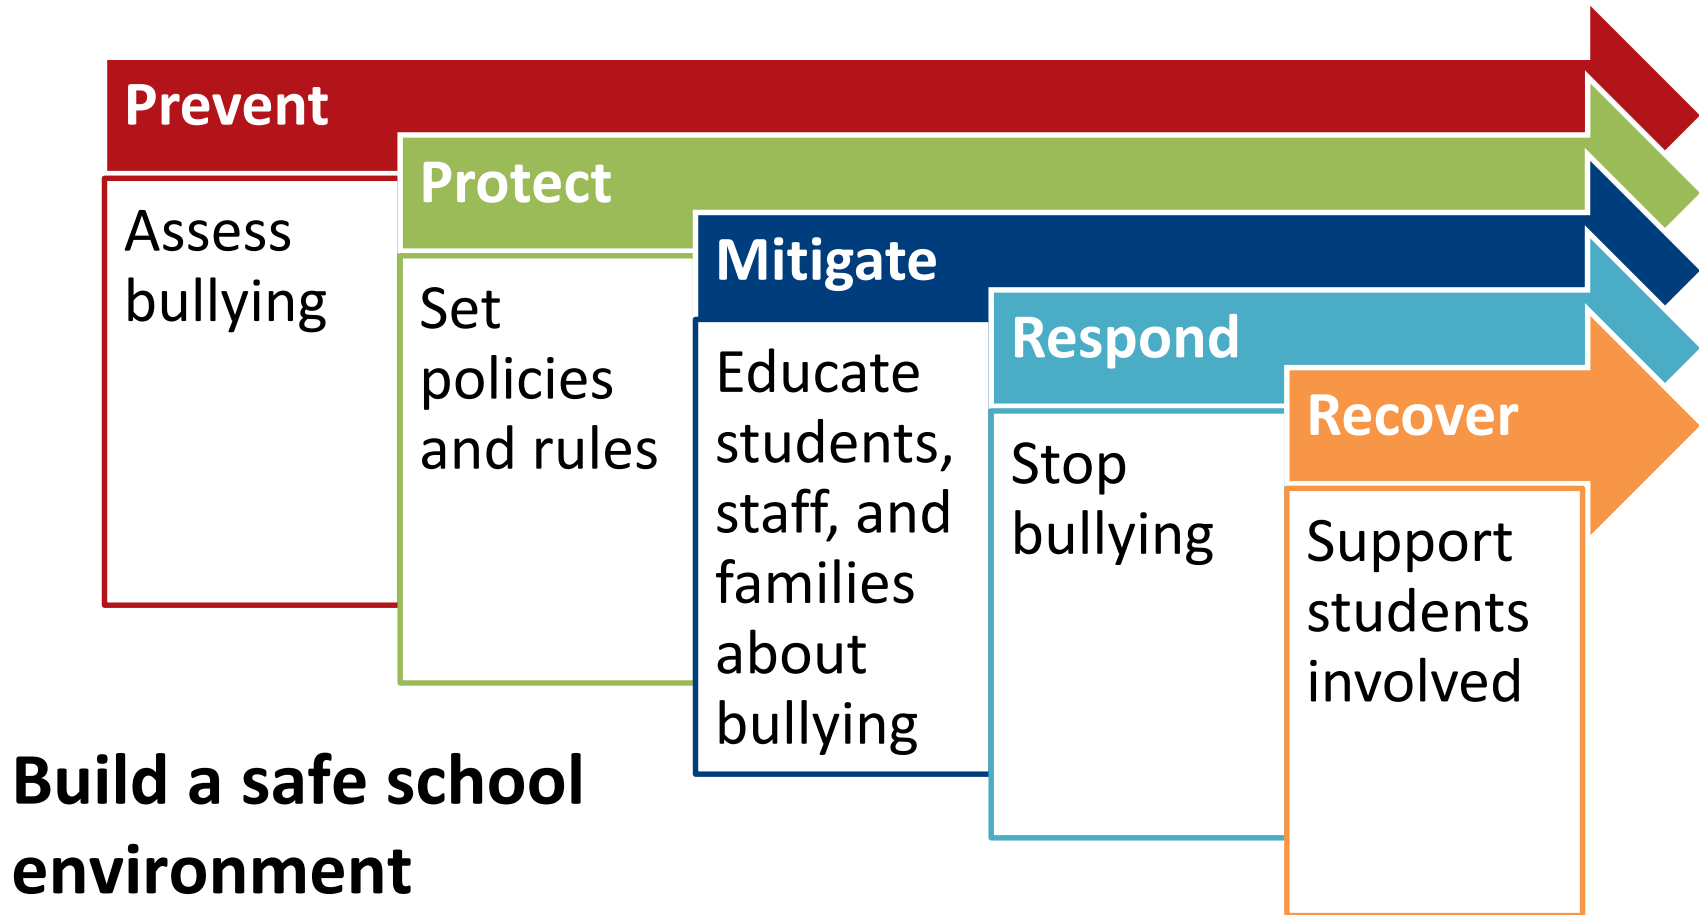 Prevent
Assess
bullying
Protect
Set
policies
and rules
Mitigate
Educate
students,
staff, and
families
about
bullying
Respond
Stop
bullying
Recover
Support
students
involved
Build a safe school
environment